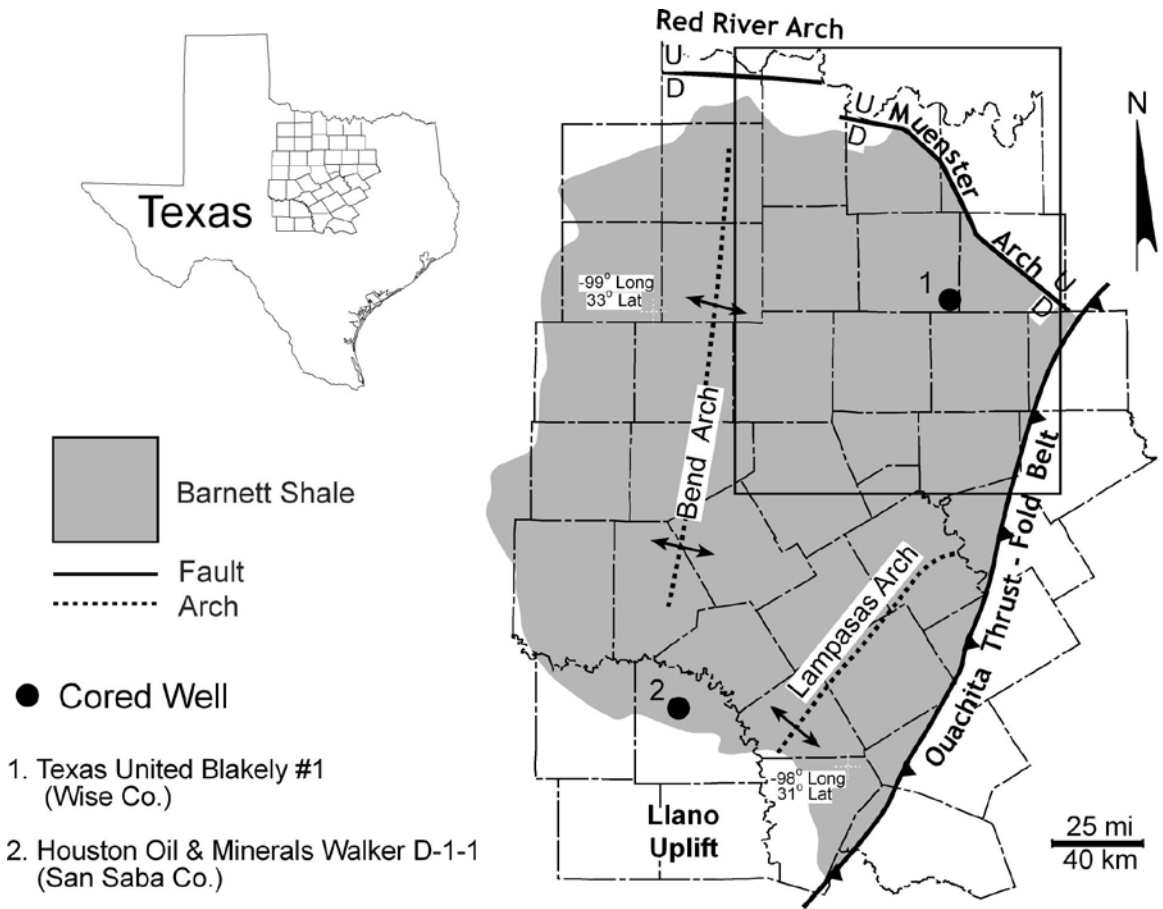 Texas
Barnett Shale
Fault
Arch
Cored Well
1. Texas United Blakely #1
(Wise Co.)
2. Houston Oil & Minerals Walker D-1-1
(San Saba Co.)
Red River Arch
U
D
U
D
Muenster
Arch
U
D
N
1
-99° Long
33° Lat
Bend Arch
Ouachita Thrust - Fold Belt
Lampasas Arch
2
-98° Long
31° Lat
Llano
Uplift
25 mi
40 km